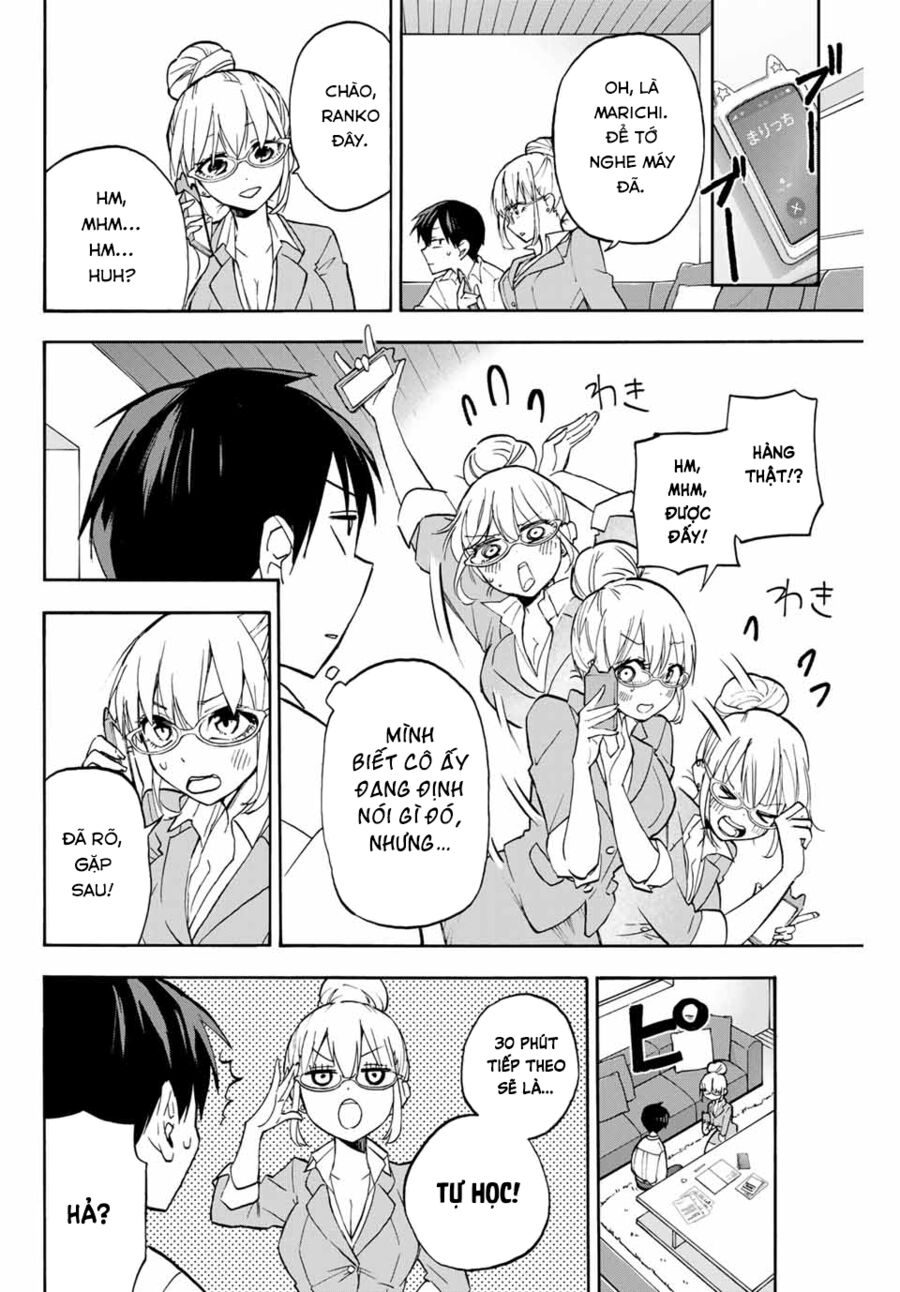 まりっち
OH, LÀ
MARICHI.
ĐỂ TỚ
NGHE MÁY
ĐÃ.
CHÀO,
RANKO
ĐÂY.
HM,
MHM...
HM...
HUH?
わき
HÀNG
THẬT!?
HM,
MHM,
ĐƯỢC
ĐẤY!
わき
MÌNH
BIẾT CÔ ẤY
ĐANG ĐỊNH
NÓI GÌ ĐÓ,
NHƯNG...
ĐÃ RÕ,
GẶP
SAU!
ピ
30 PHÚT
TIẾP THEO
SẼ LÀ...
TỰ HỌC!
HẢ?